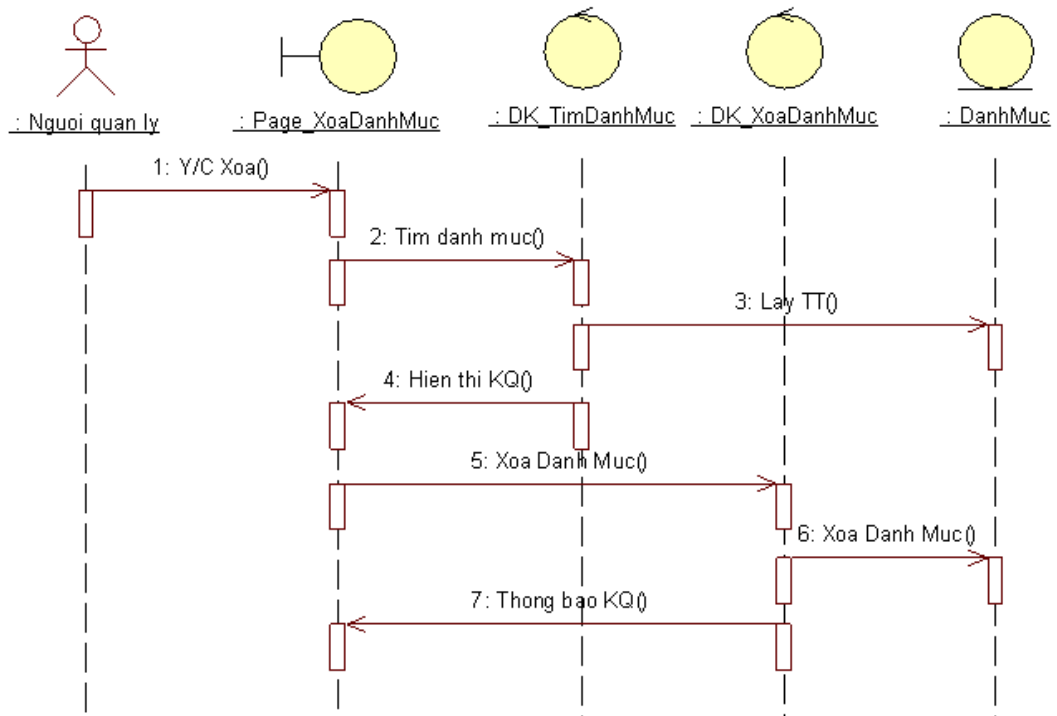 : Nguoi quan ly
: Page_XoaDanhMuc
: DK_TimDanhMuc
: DK_XoaDanhMuc
: DanhMuc
1: Y/C Xoa()
2: Tim danh muc()
3: Lay TT()
4: Hien thi KQ()
5: Xoa Danh Muc()
6: Xoa Danh Muc()
7: Thong bao KQ()